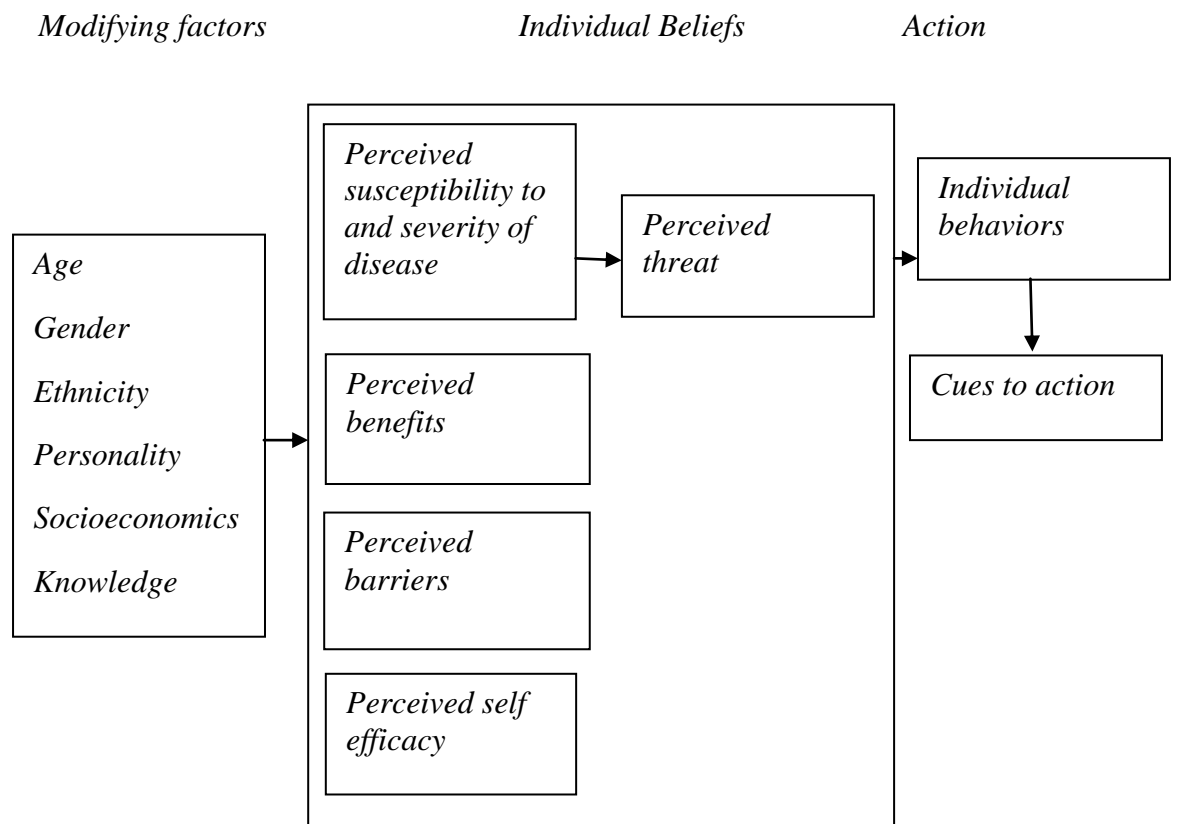 Modifying factors
Individual Beliefs
Action
Age
Gender
Ethnicity
Personality
Socioeconomics
Knowledge
Perceived
susceptibility to
and severity of
disease
Perceived
threat
Perceived
benefits
Perceived
barriers
Perceived self
efficacy
Individual
behaviors
Cues to action